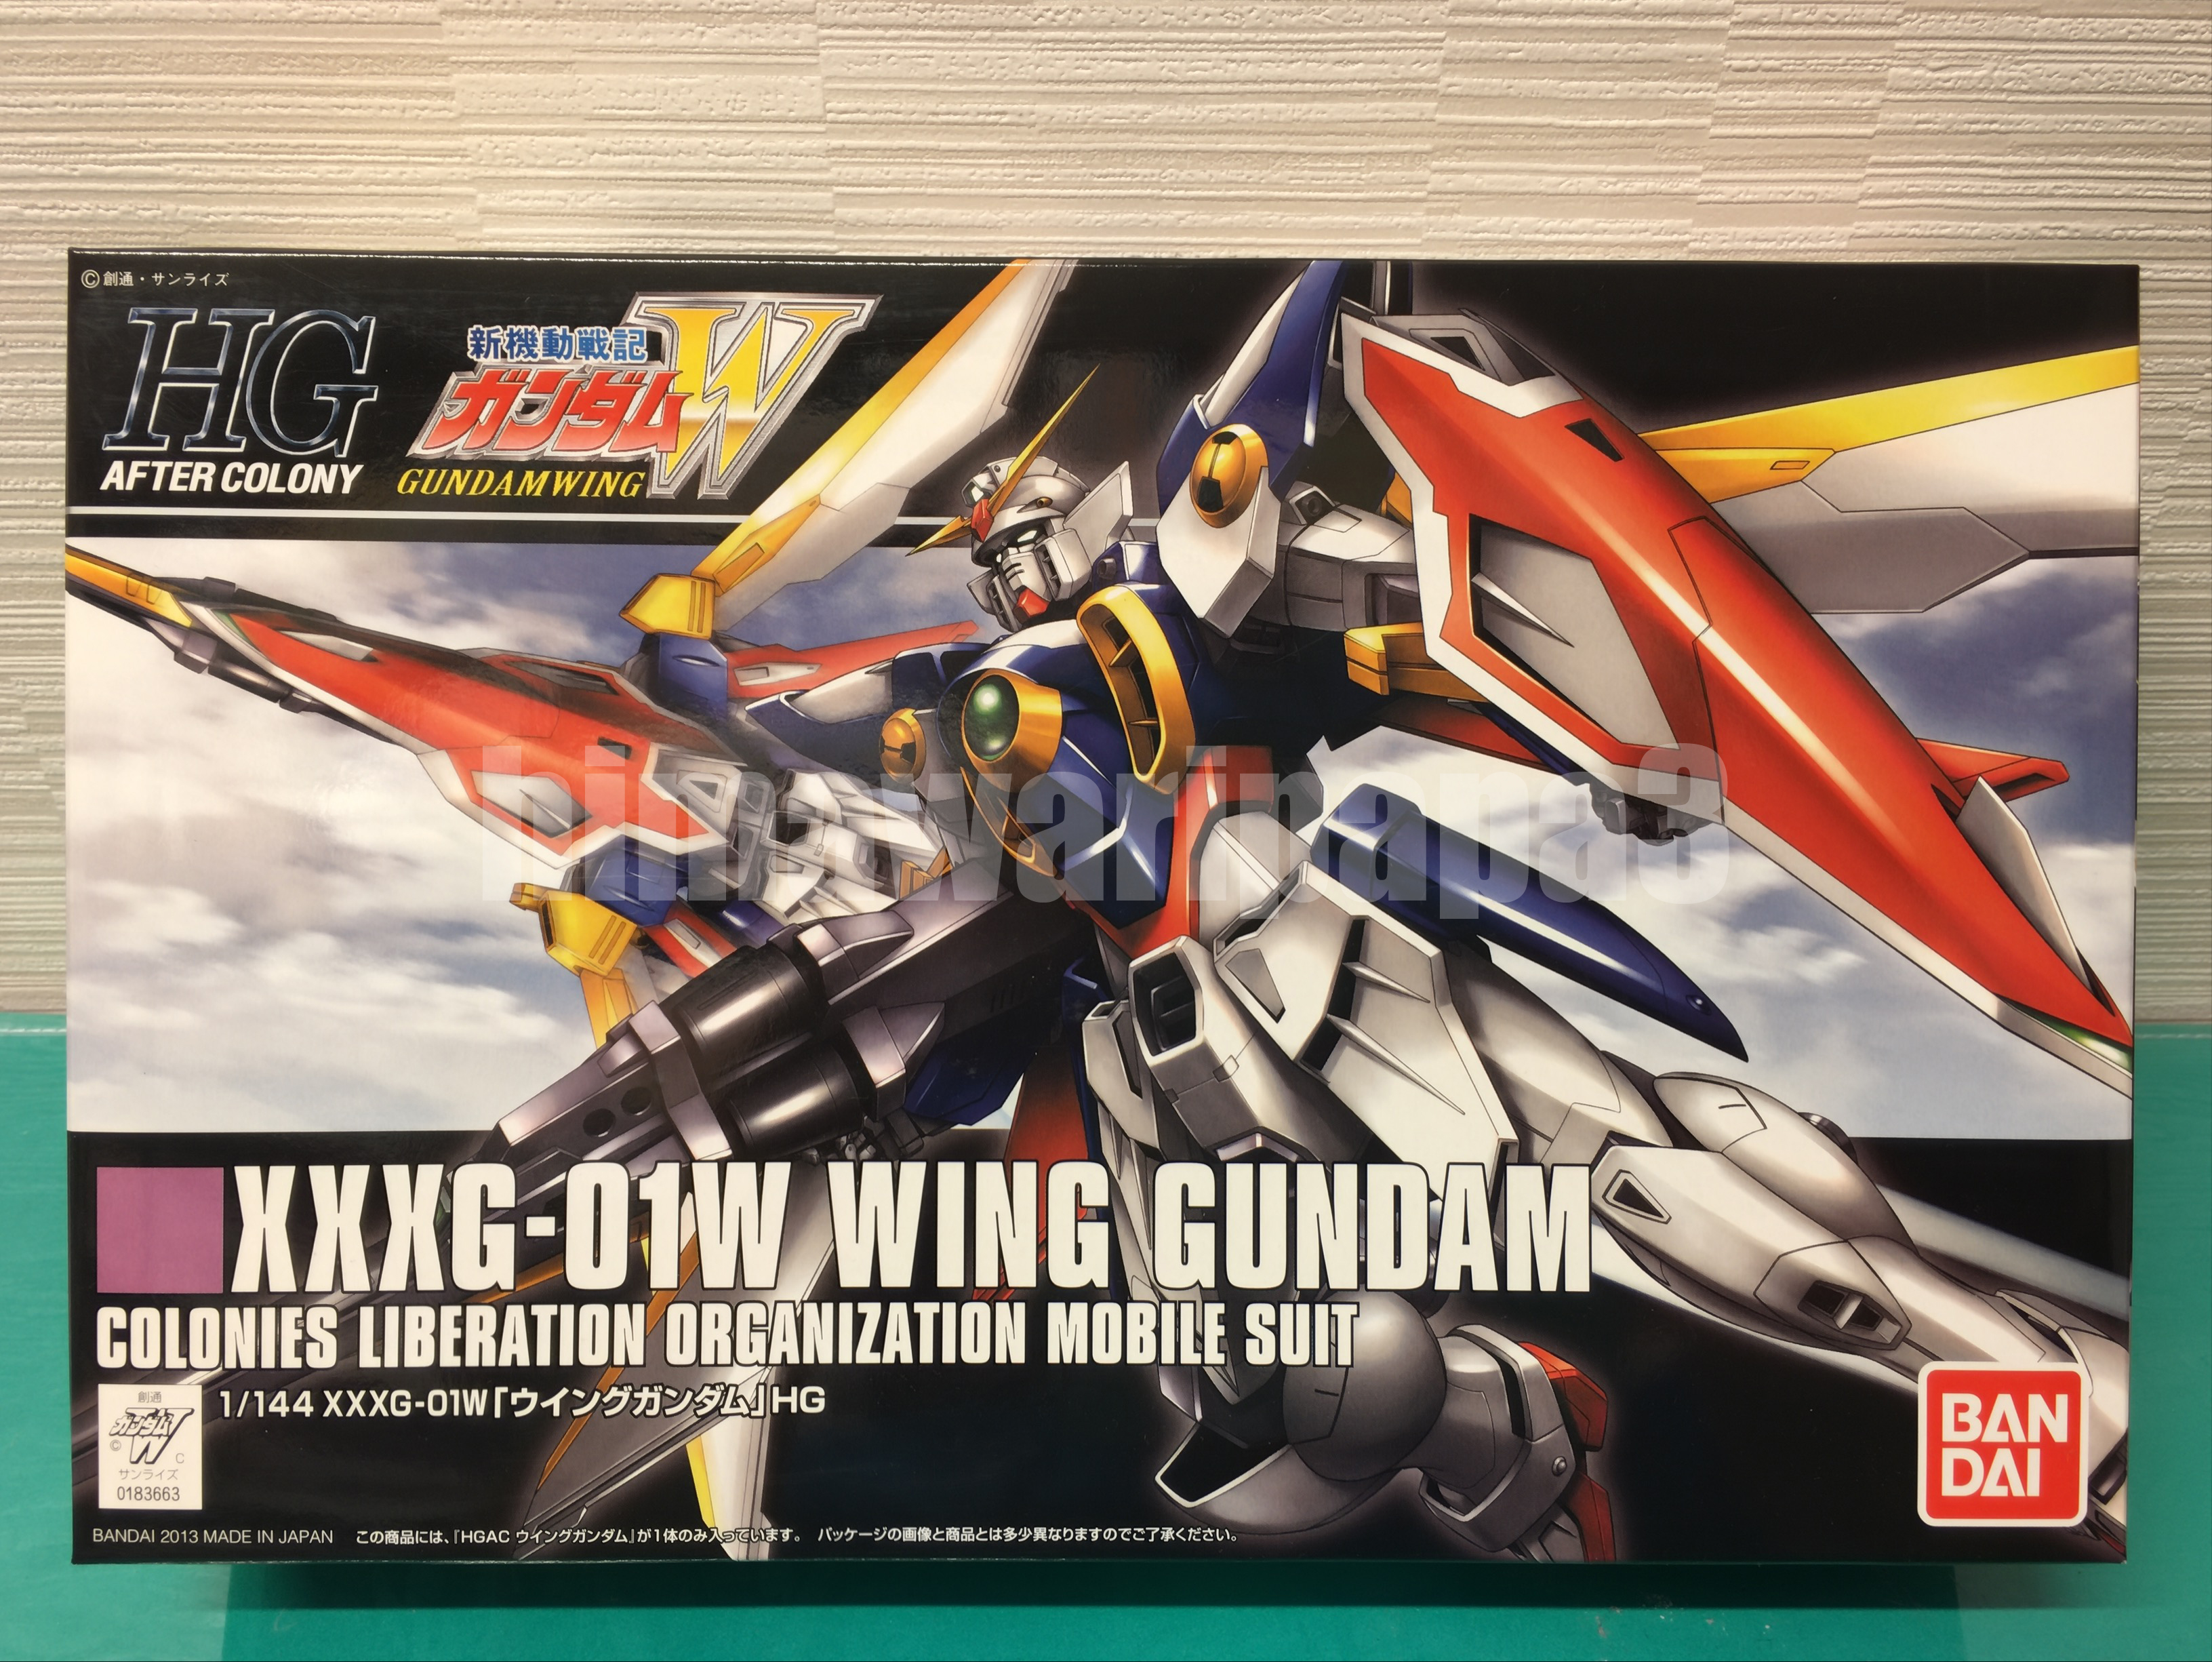 ©創通・サンライズ
HG
AFTER COLONY
新機動戦記
ガンダムW
GUNDAMWING
himawaripapa3
XXXG-01W WING GUNDAM
COLONIES LIBERATION ORGANIZATION MOBILE SUIT
1/144 XXXG-01W「ウイングガンダム」HG
創通
ガンダムW
© C
サンライズ
0183663
BAN
DAI
BANDAI 2013 MADE IN JAPAN この商品には、『HGAC ウイングガンダム』が1体のみ入っています。 パッケージの画像と商品とは多少異なりますのでご了承ください。